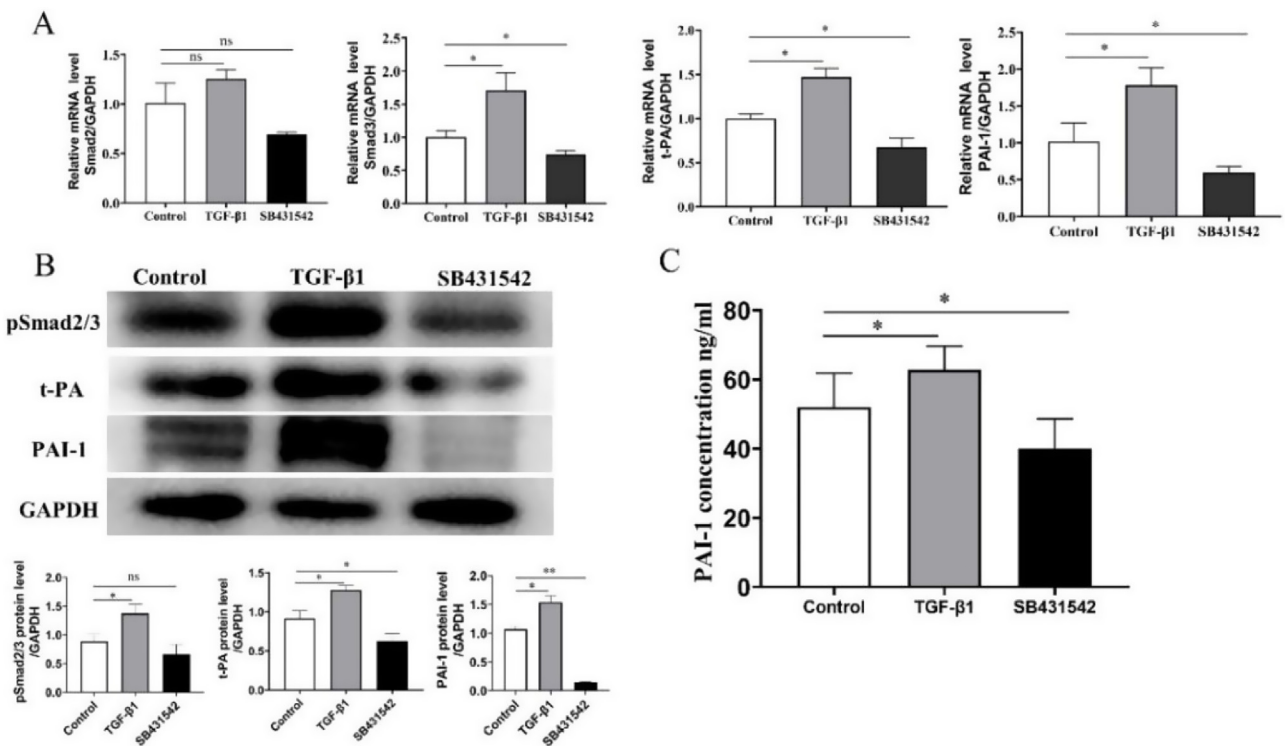 A
Relative mRNA level
Smad2/GAPDH
1.5
1.0
0.5
0.0
ns
ns
Control
TGF-β1
SB431542
Relative mRNA level
Smad3/GAPDH
2.5
2.0
1.5
1.0
0.5
0.0
*
*
Control
TGF-β1
SB431542
Relative mRNA level
t-PA/GAPDH
2.0
1.5
1.0
0.5
0.0
*
*
Control
TGF-β1
SB431542
Relative mRNA level
PAI-1/GAPDH
2.5
2.0
1.5
1.0
0.5
0.0
*
*
Control
TGF-β1
SB431542
B
Control TGF-β1 SB431542
pSmad2/3
t-PA
PAI-1
GAPDH
pSmad2/3 protein level
/GAPDH
2.0
1.5
1.0
0.5
0.0
ns
*
Control
TGF-β1
SB431542
t-PA protein level
/GAPDH
1.5
1.0
0.5
0.0
*
*
Control
TGF-β1
SB431542
PAI-1 protein level
/GAPDH
2.0
1.5
1.0
0.5
0.0
**
*
Control
TGF-β1
SB431542
C
PAI-1 concentration ng/ml
80
60
40
20
0
*
*
Control
TGF-β1
SB431542